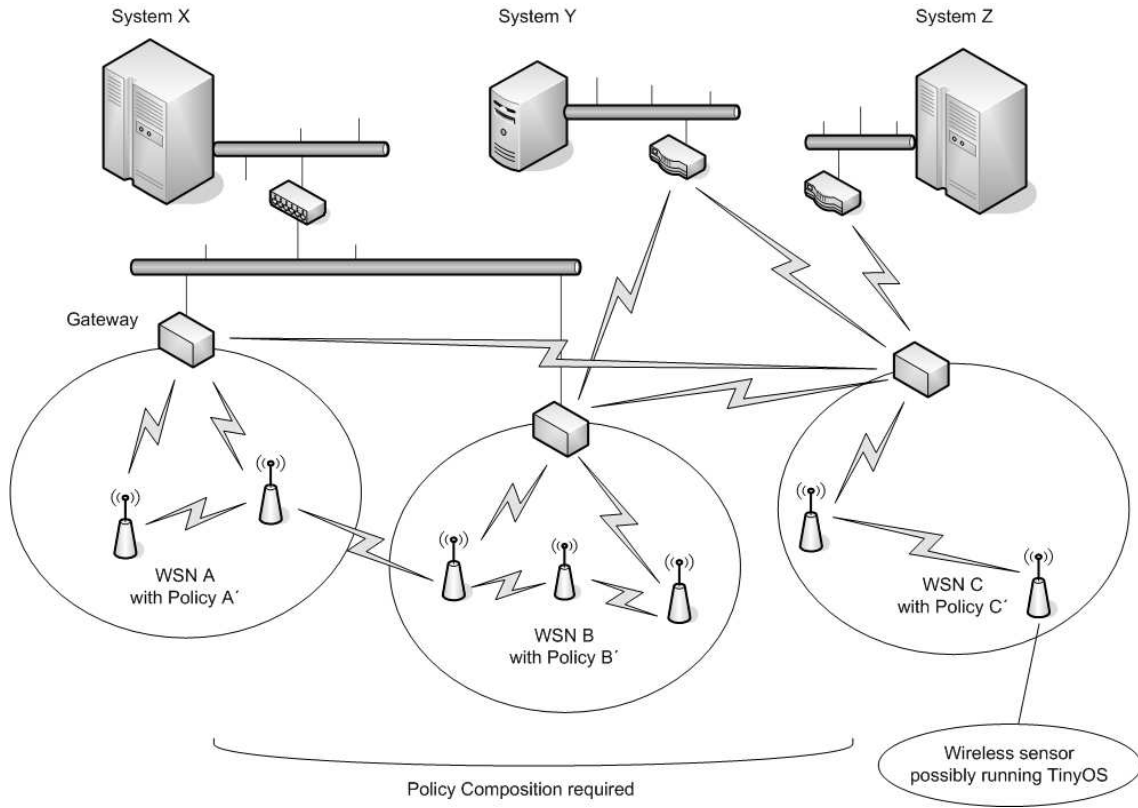 System X
System Y
System Z
Gateway
WSN A
with Policy A´
WSN B
with Policy B´
WSN C
with Policy C´
Wireless sensor
possibly running TinyOS
Policy Composition required